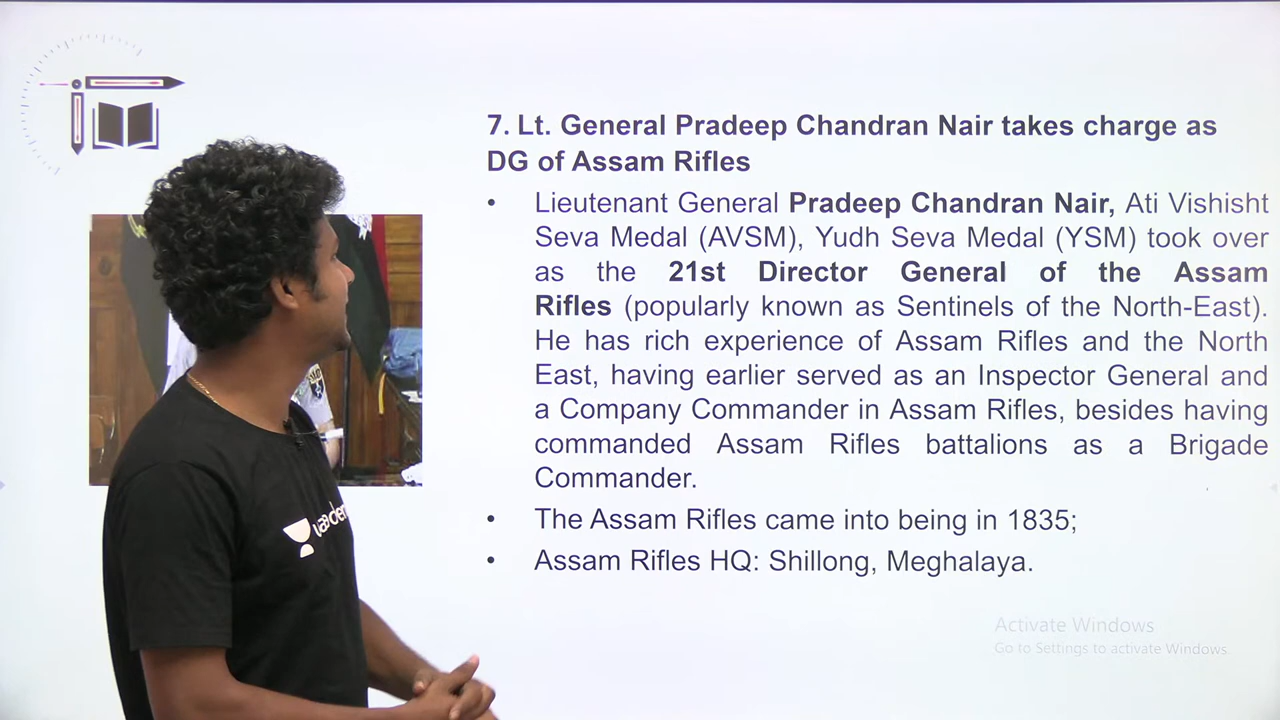 7. Lt. General Pradeep Chandran Nair takes charge as
DG of Assam Rifles
• Lieutenant General Pradeep Chandran Nair, Ati Vishisht
Seva Medal (AVSM), Yudh Seva Medal (YSM) took over
as the 21st Director General of the Assam
Rifles (popularly known as Sentinels of the North-East).
He has rich experience of Assam Rifles and the North
East, having earlier served as an Inspector General and
a Company Commander in Assam Rifles, besides having
commanded Assam Rifles battalions as a Brigade
Commander.
• The Assam Rifles came into being in 1835;
• Assam Rifles HQ: Shillong, Meghalaya.
Activate Windows
Go to Settings to activate Windows.